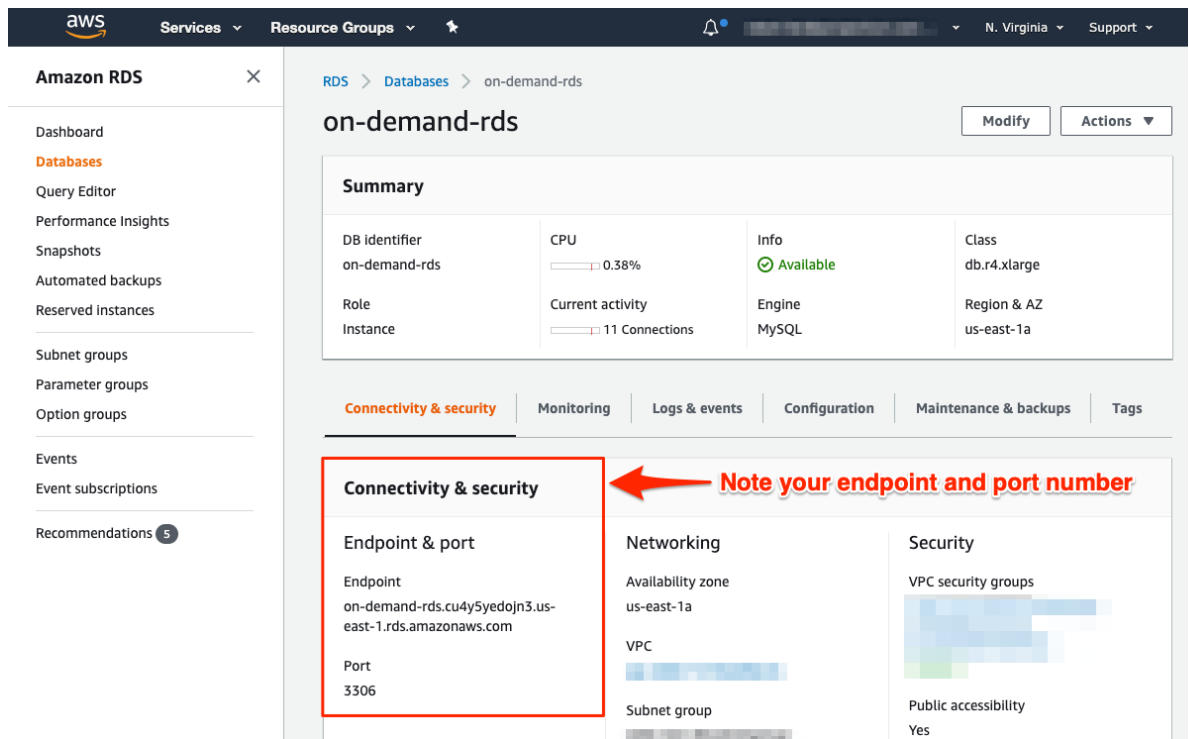 aws Services Resource Groups N. Virginia Support
Amazon RDS
Dashboard
Databases
Query Editor
Performance Insights
Snapshots
Automated backups
Reserved instances
Subnet groups
Parameter groups
Option groups
Events
Event subscriptions
Recommendations 5
RDS > Databases > on-demand-rds
on-demand-rds
Modify Actions
Summary
DB identifier CPU Info Class
on-demand-rds 0.38% Available db.r4.xlarge
Role Current activity Engine Region & AZ
Instance 11 Connections MySQL us-east-1a
Connectivity & security Monitoring Logs & events Configuration Maintenance & backups Tags
Connectivity & security
Note your endpoint and port number
Endpoint & port
Endpoint
on-demand-rds.cu4y5yedojn3.us-
east-1.rds.amazonaws.com
Port
3306
Networking
Availability zone
us-east-1a
VPC
Subnet group
Security
VPC security groups
Public accessibility
Yes